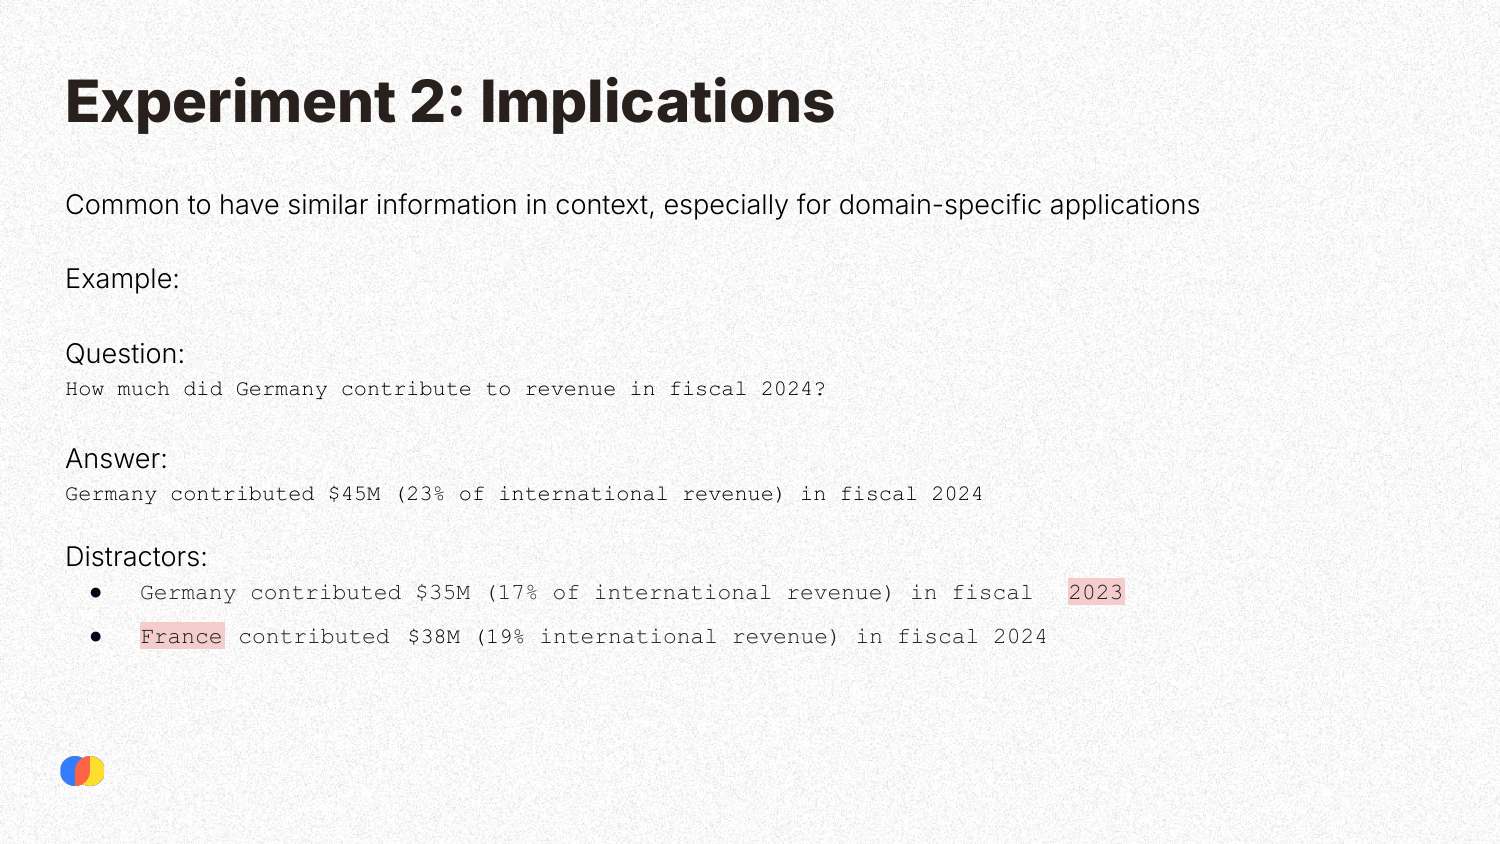 Experiment 2: Implications
Common to have similar information in context, especially for domain-specific applications
Example:
Question:
How much did Germany contribute to revenue in fiscal 2024?
Answer:
Germany contributed $45M (23% of international revenue) in fiscal 2024
Distractors:
● Germany contributed $35M (17% of international revenue) in fiscal 2023
● France contributed $38M (19% international revenue) in fiscal 2024